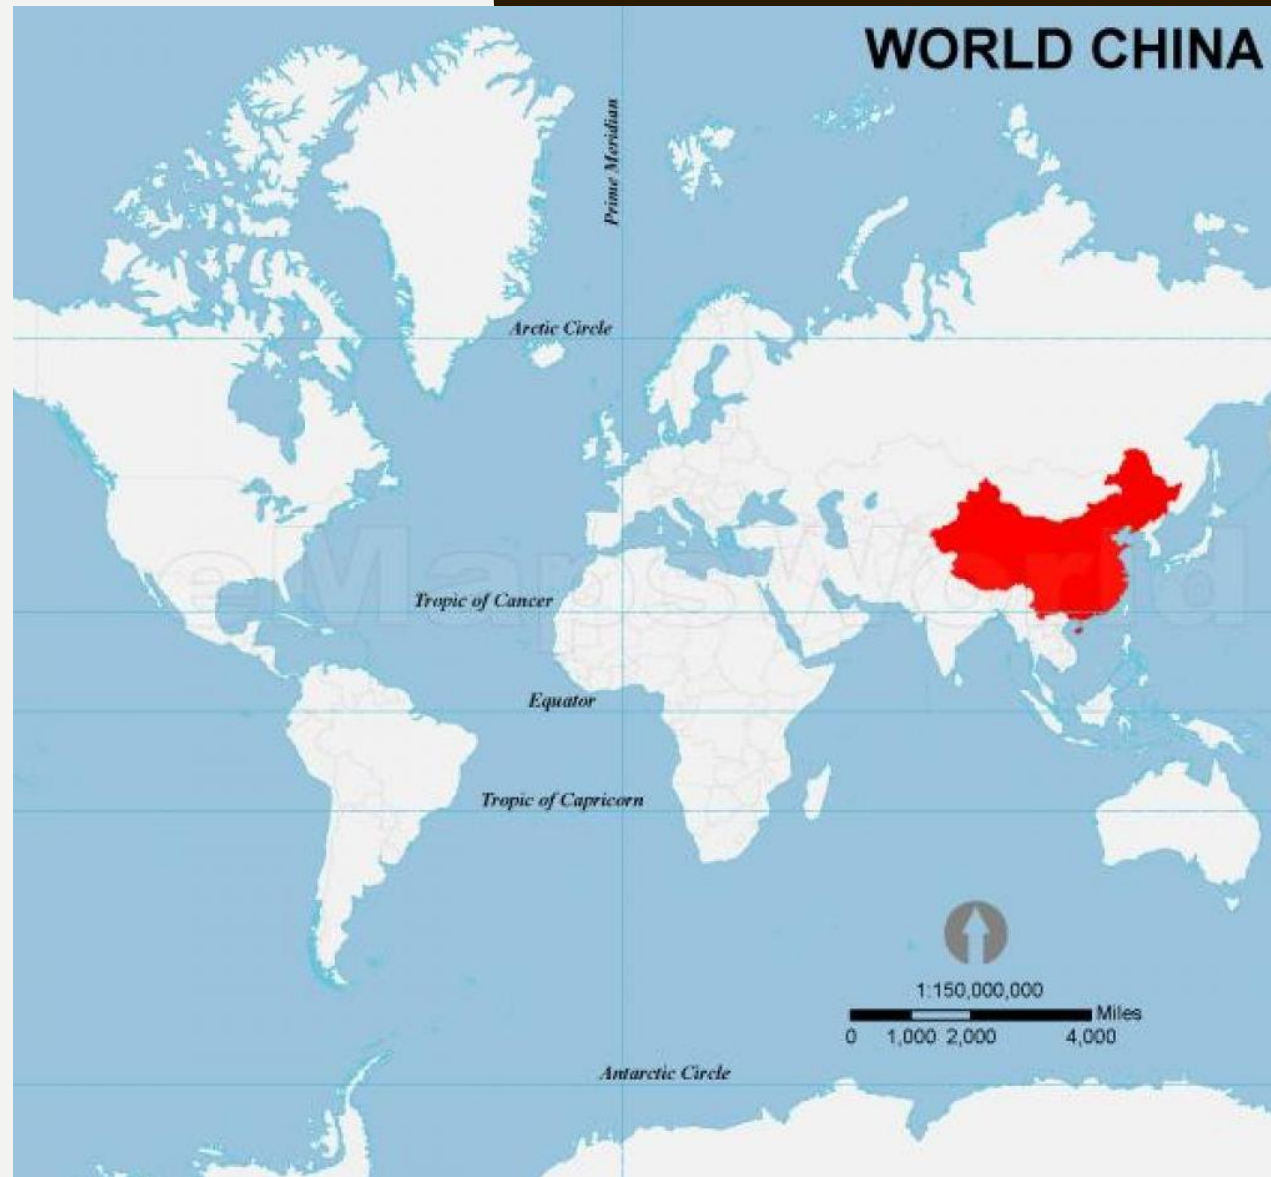 WORLD CHINA
Prime Meridian
Arctic Circle
eMapsWorld
Tropic of Cancer
Equator
Tropic of Capricorn
1:150,000,000
Miles
0 1,000 2,000 4,000
Antarctic Circle